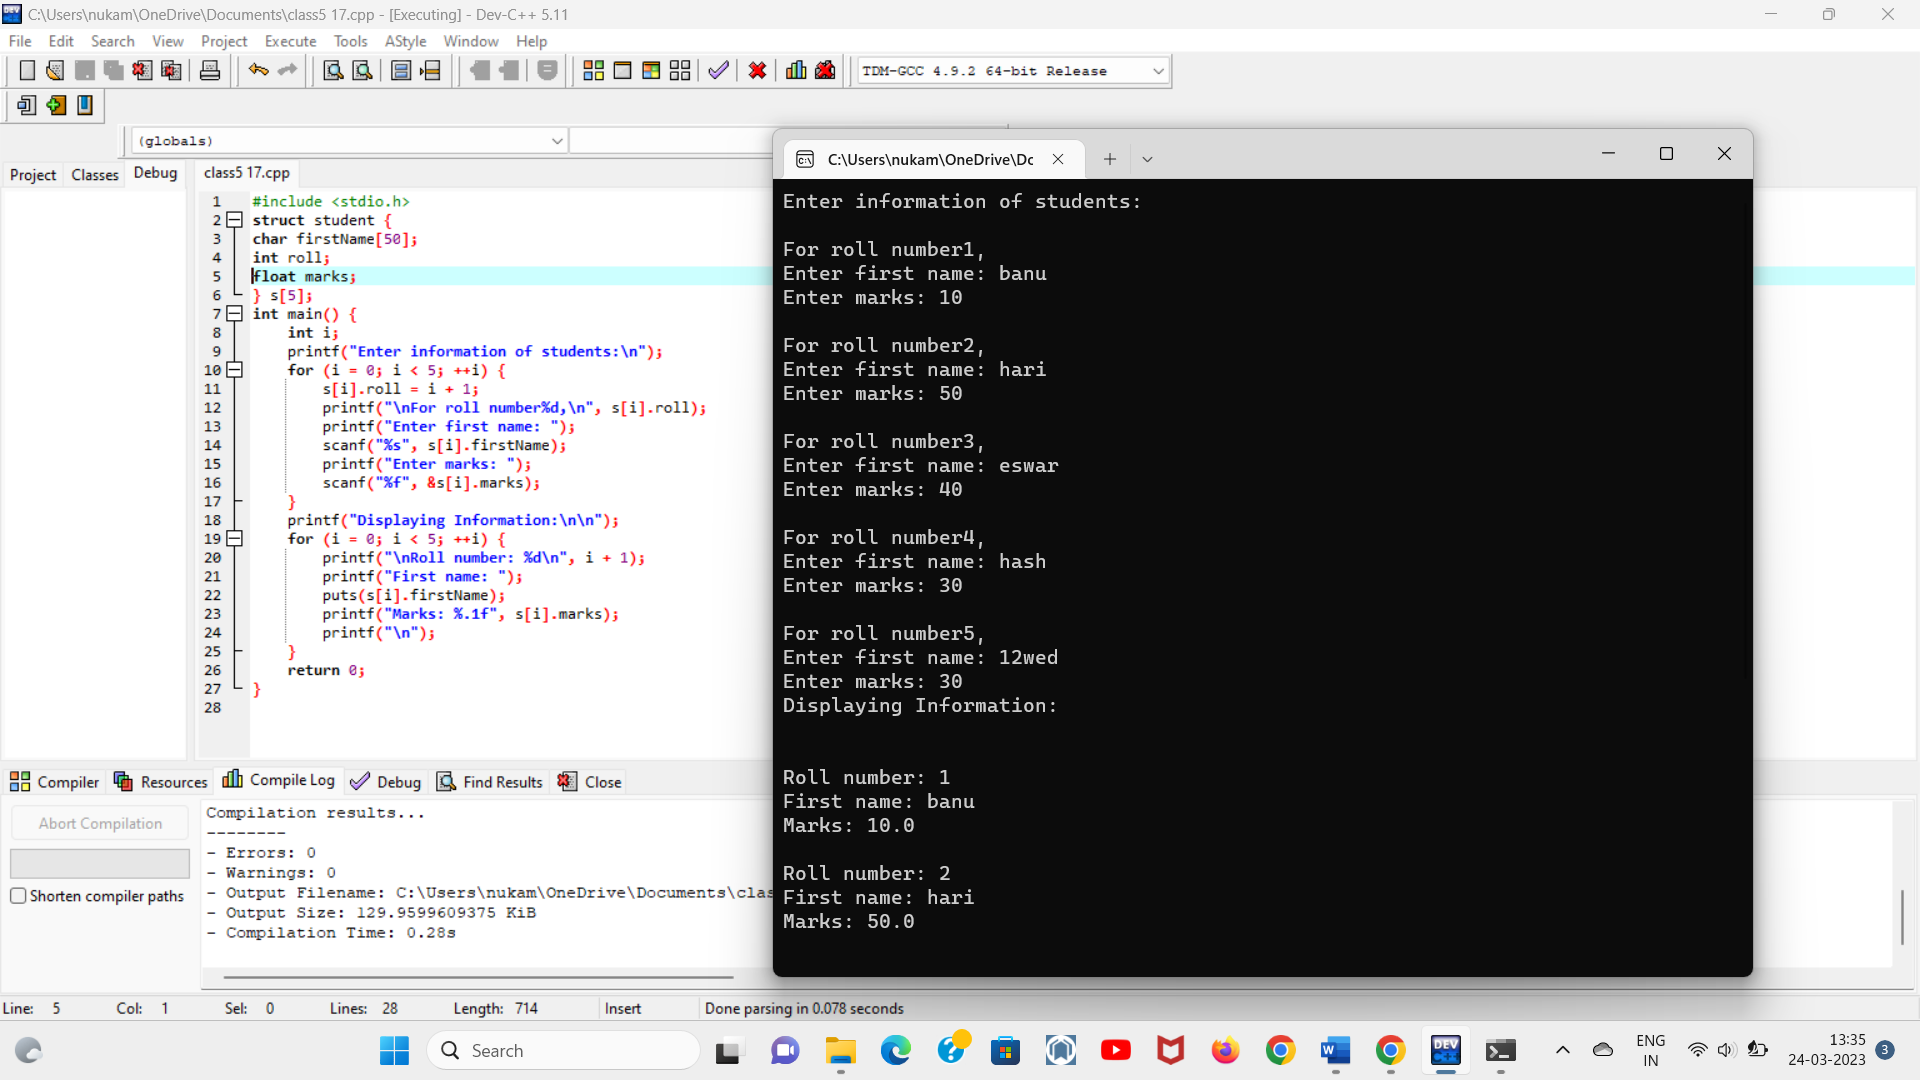 C:\Users\nukam\OneDrive\Documents\class5 17.cpp - [Executing] - Dev-C++ 5.11
File Edit Search View Project Execute Tools AStyle Window Help
TDM-GCC 4.9.2 64-bit Release
(globals)
Project Classes Debug
class5 17.cpp
1 #include <stdio.h>
2 struct student {
3 char firstName[50];
4 int roll;
5 float marks;
6 } s[5];
7 int main() {
8 int i;
9 printf("Enter information of students:\n");
10 for (i = 0; i < 5; ++i) {
11 s[i].roll = i + 1;
12 printf("\nFor roll number%d,\n", s[i].roll);
13 printf("Enter first name: ");
14 scanf("%s", s[i].firstName);
15 printf("Enter marks: ");
16 scanf("%f", &s[i].marks);
17 }
18 printf("Displaying Information:\n\n");
19 for (i = 0; i < 5; ++i) {
20 printf("\nRoll number: %d\n", i + 1);
21 printf("First name: ");
22 puts(s[i].firstName);
23 printf("Marks: %.1f", s[i].marks);
24 printf("\n");
25 }
26 return 0;
27 }
28
C:\Users\nukam\OneDrive\Dc
Enter information of students:
For roll number1,
Enter first name: banu
Enter marks: 10
For roll number2,
Enter first name: hari
Enter marks: 50
For roll number3,
Enter first name: eswar
Enter marks: 40
For roll number4,
Enter first name: hash
Enter marks: 30
For roll number5,
Enter first name: 12wed
Enter marks: 30
Displaying Information:
Roll number: 1
First name: banu
Marks: 10.0
Roll number: 2
First name: hari
Marks: 50.0
Compiler Resources Compile Log Debug Find Results Close
Abort Compilation
Shorten compiler paths
Compilation results...
--------
- Errors: 0
- Warnings: 0
- Output Filename: C:\Users\nukam\OneDrive\Documents\clas
- Output Size: 129.9599609375 KiB
- Compilation Time: 0.28s
Line: 5 Col: 1 Sel: 0 Lines: 28 Length: 714 Insert Done parsing in 0.078 seconds
Search
DEV C++
ENG
IN
13:35
24-03-2023
3